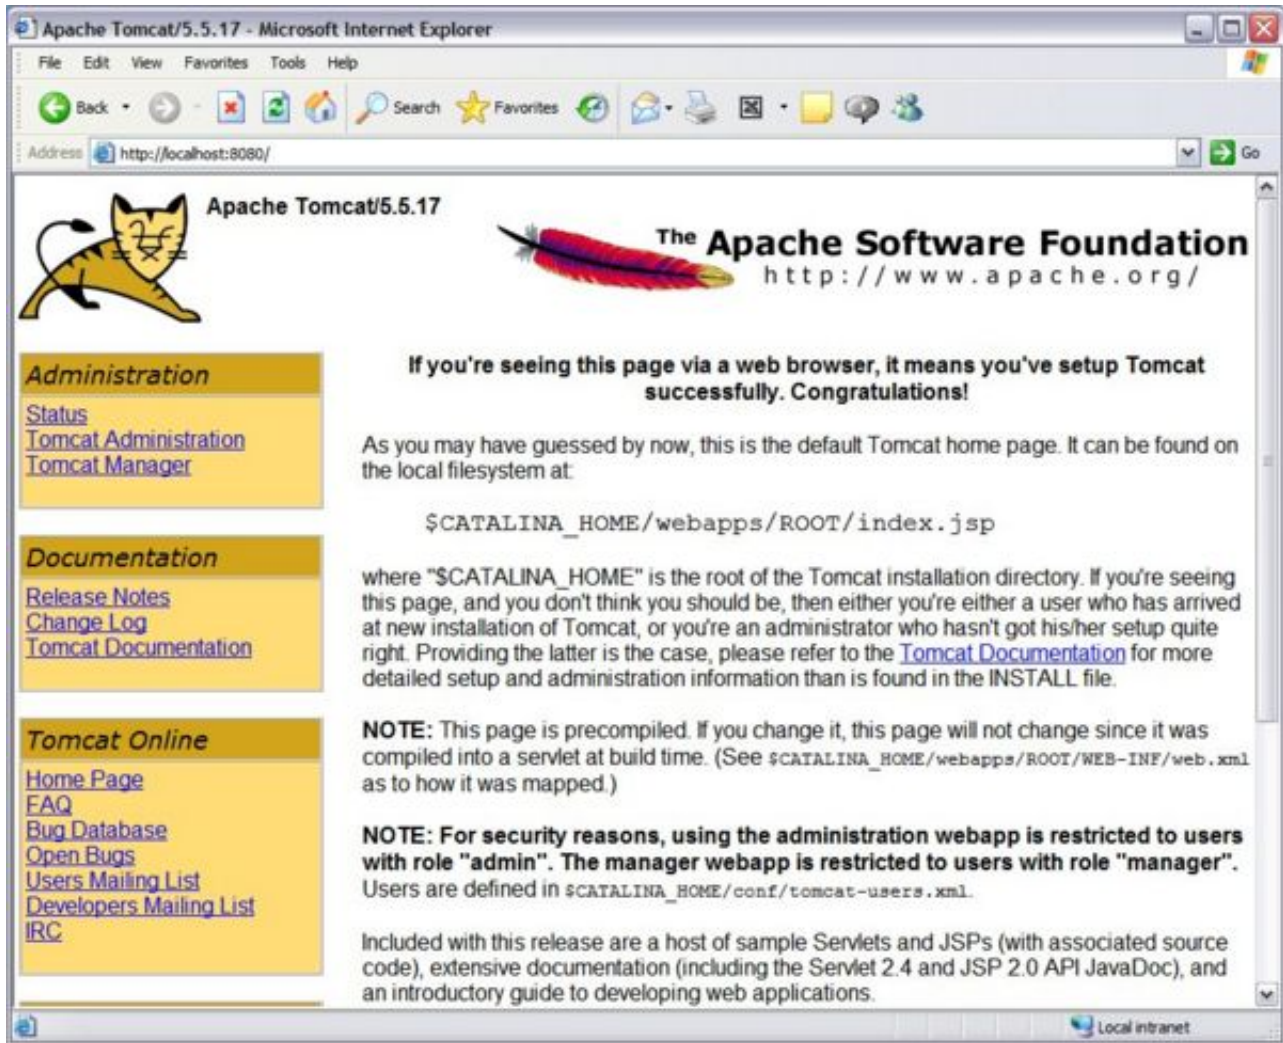 Apache Tomcat/5.5.17 - Microsoft Internet Explorer
File Edit View Favorites Tools Help
Back Search Favorites
Address http://localhost:8080/ Go
Apache Tomcat/5.5.17
The Apache Software Foundation
http://www.apache.org/
Administration
Status
Tomcat Administration
Tomcat Manager
Documentation
Release Notes
Change Log
Tomcat Documentation
Tomcat Online
Home Page
FAQ
Bug Database
Open Bugs
Users Mailing List
Developers Mailing List
IRC
If you're seeing this page via a web browser, it means you've setup Tomcat
successfully. Congratulations!
As you may have guessed by now, this is the default Tomcat home page. It can be found on
the local filesystem at:
$CATALINA_HOME/webapps/ROOT/index.jsp
where "$CATALINA_HOME" is the root of the Tomcat installation directory. If you're seeing
this page, and you don't think you should be, then either you're either a user who has arrived
at new installation of Tomcat, or you're an administrator who hasn't got his/her setup quite
right. Providing the latter is the case, please refer to the Tomcat Documentation for more
detailed setup and administration information than is found in the INSTALL file.
NOTE: This page is precompiled. If you change it, this page will not change since it was
compiled into a servlet at build time. (See $CATALINA_HOME/webapps/ROOT/WEB-INF/web.xml
as to how it was mapped.)
NOTE: For security reasons, using the administration webapp is restricted to users
with role "admin". The manager webapp is restricted to users with role "manager".
Users are defined in $CATALINA_HOME/conf/tomcat-users.xml.
Included with this release are a host of sample Servlets and JSPs (with associated source
code), extensive documentation (including the Servlet 2.4 and JSP 2.0 API JavaDoc), and
an introductory guide to developing web applications.
Local intranet